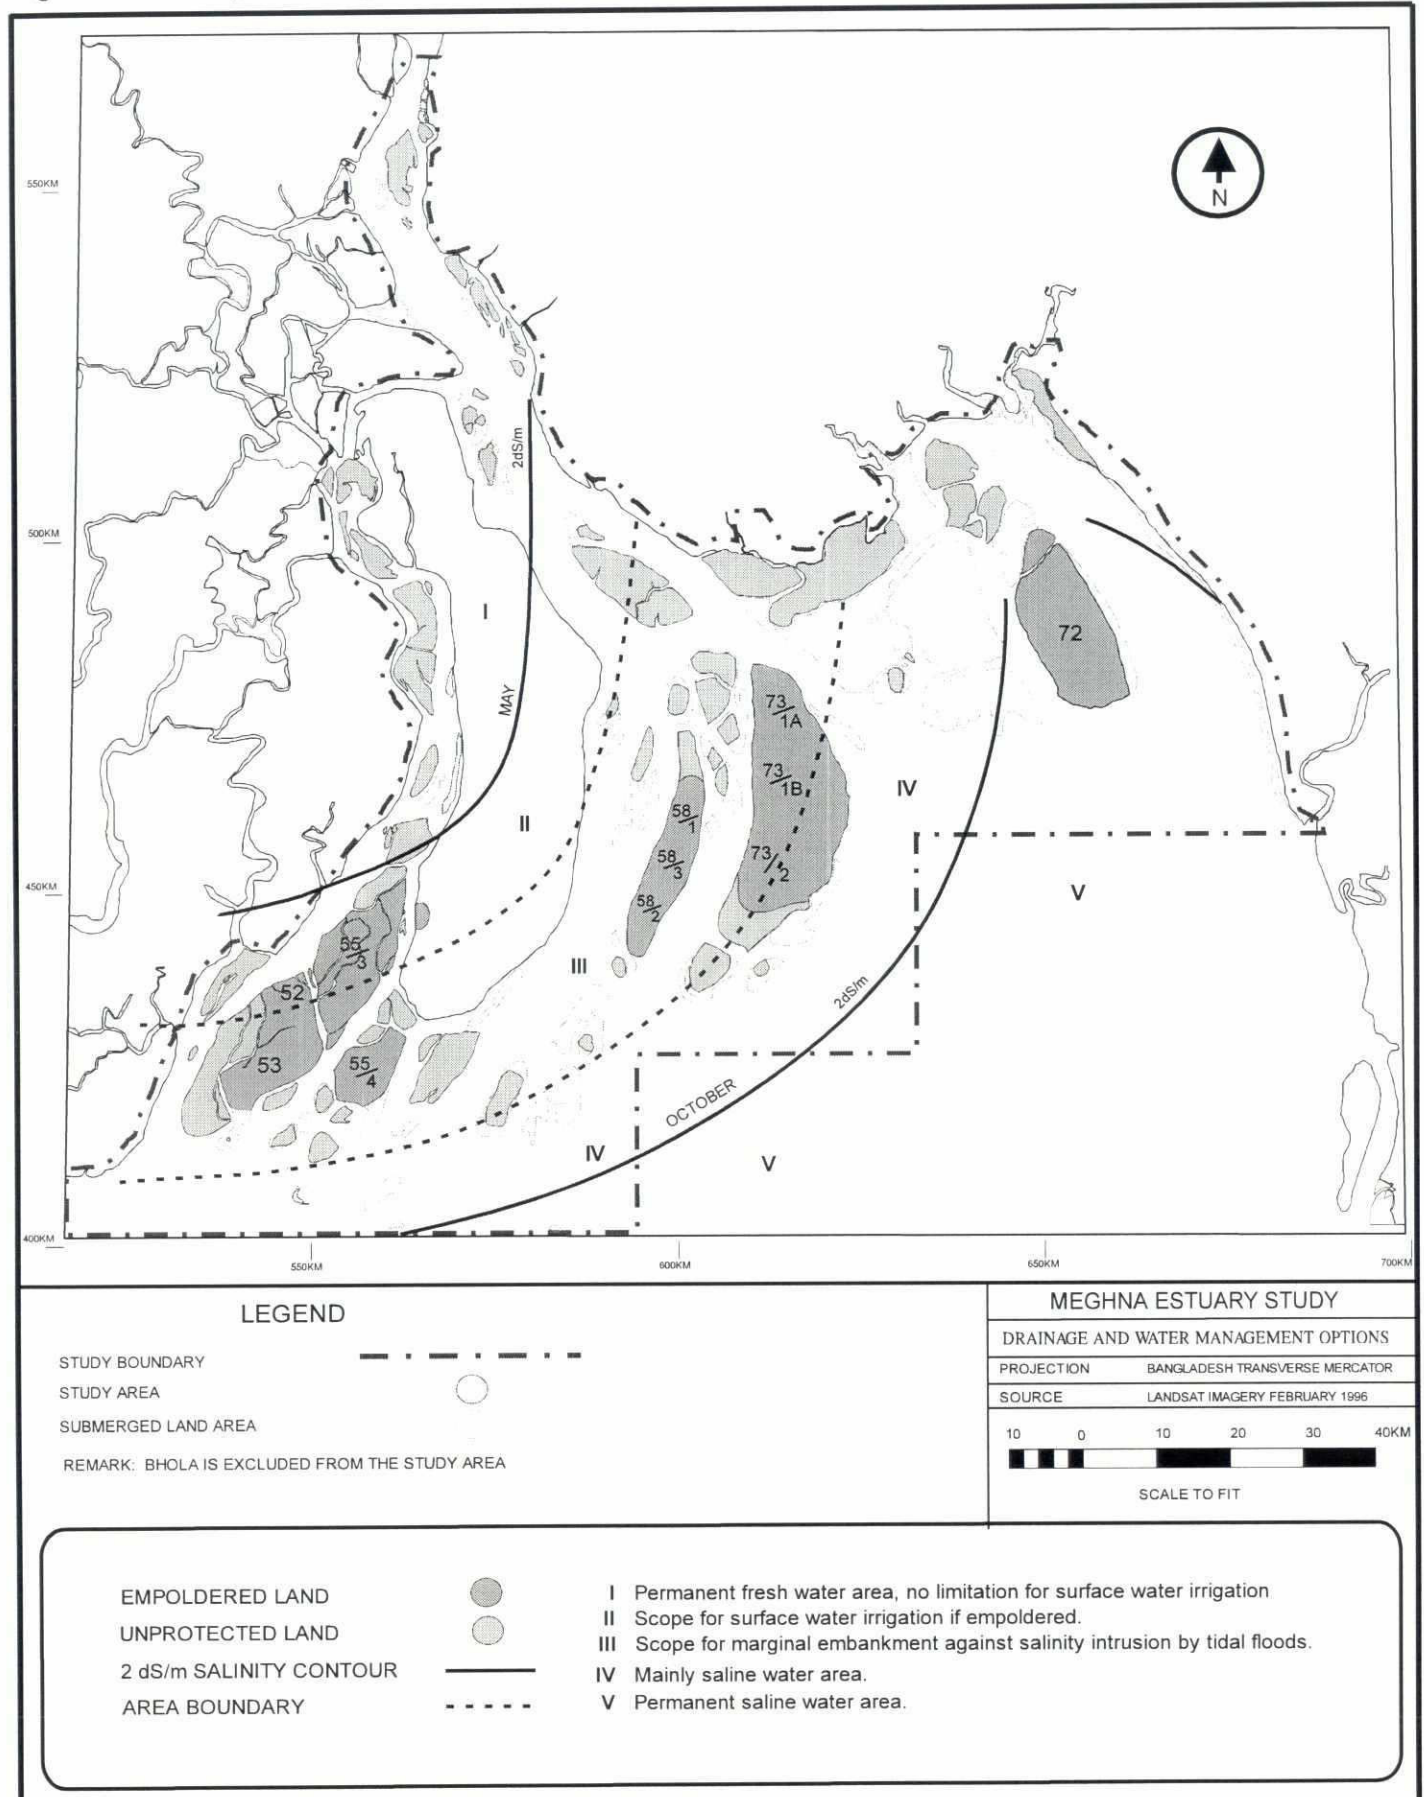 N
550KM
500KM
450KM
400KM
550KM
600KM
650KM
700KM
2dS/m
MAY
I
II
III
IV
IV
V
V
72
73/1A
73/1B
73/2
58/1
58/3
58/2
55/3
52
53
55/4
2dS/m
OCTOBER
LEGEND
STUDY BOUNDARY
STUDY AREA
SUBMERGED LAND AREA
REMARK: BHOLA IS EXCLUDED FROM THE STUDY AREA
MEGHNA ESTUARY STUDY
DRAINAGE AND WATER MANAGEMENT OPTIONS
PROJECTION BANGLADESH TRANSVERSE MERCATOR
SOURCE LANDSAT IMAGERY FEBRUARY 1996
10 0 10 20 30 40KM
SCALE TO FIT
EMPOLDERED LAND
UNPROTECTED LAND
2 dS/m SALINITY CONTOUR
AREA BOUNDARY
I Permanent fresh water area, no limitation for surface water irrigation
II Scope for surface water irrigation if empoldered.
III Scope for marginal embankment against salinity intrusion by tidal floods.
IV Mainly saline water area.
V Permanent saline water area.